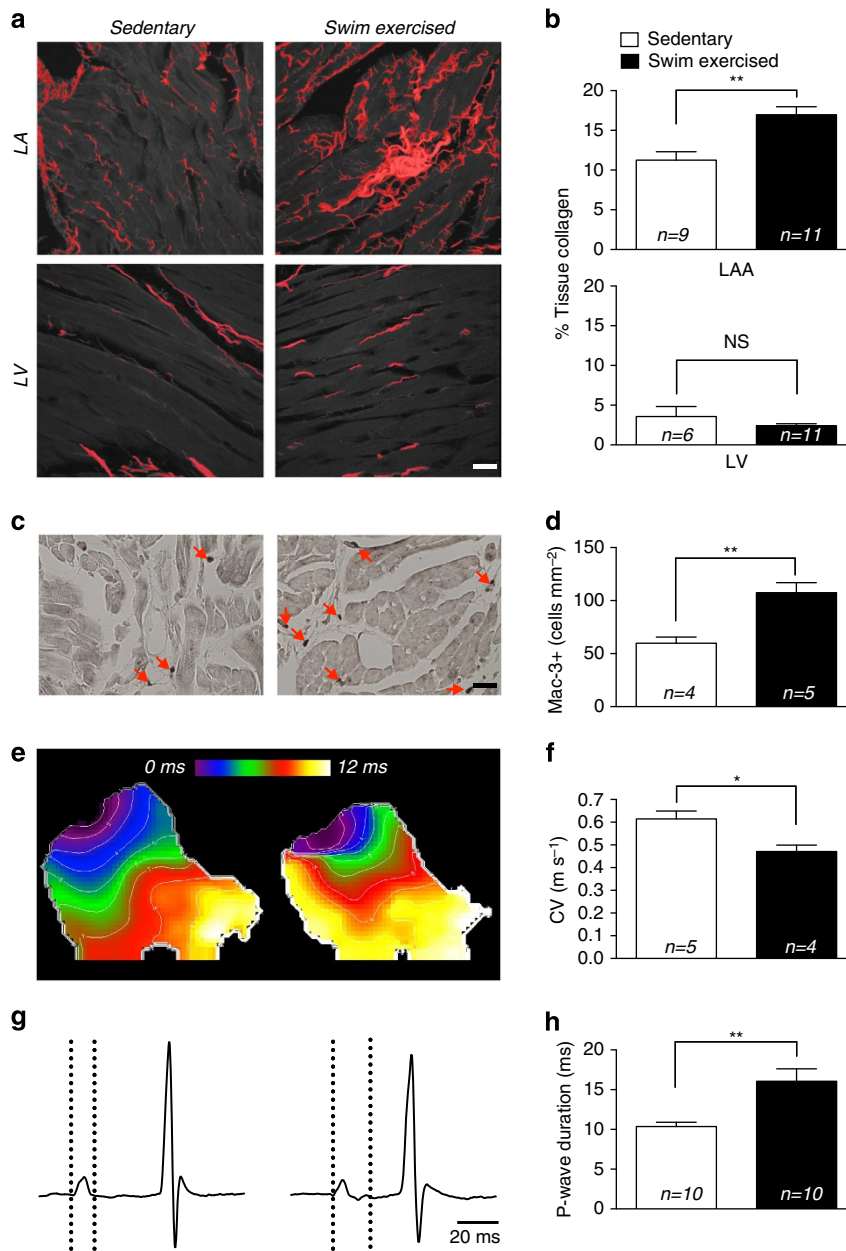 a
Sedentary
Swim exercised
LA
LV
b
Sedentary
Swim exercised
% Tissue collagen
20
15
10
5
0
**
n=9
n=11
LAA
20
15
10
5
0
NS
n=6
n=11
LV
c
d
Mac-3+ (cells mm−2)
150
100
50
0
**
n=4
n=5
e
0 ms
12 ms
f
CV (m s−1)
0.7
0.6
0.5
0.4
0.3
0.2
0.1
0.0
*
n=5
n=4
g
20 ms
h
P-wave duration (ms)
20
15
10
5
0
**
n=10
n=10